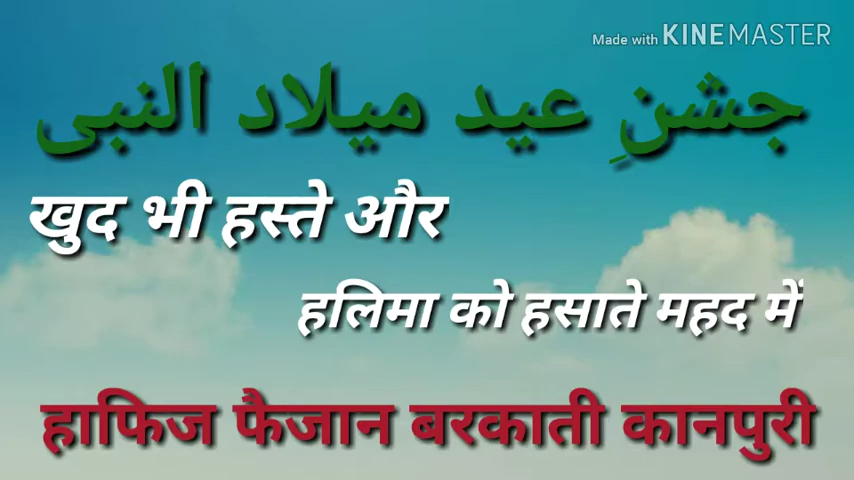 Made with KINEMASTER
جشنِ عید میلاد النبی
खुद भी हस्ते और
हलिमा को हसाते महद में
हाफिज फैजान बरकाती कानपुरी